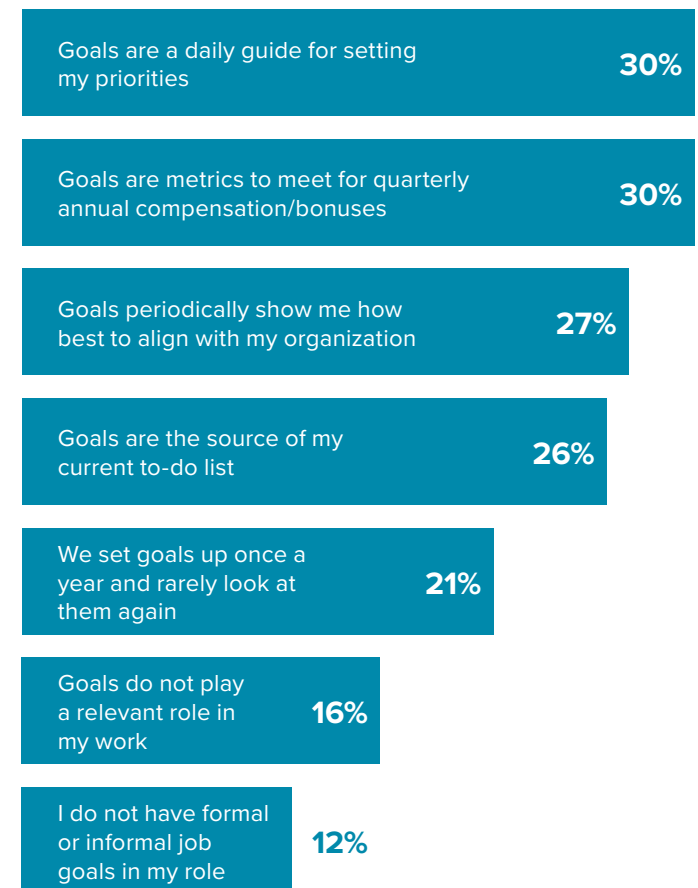 Goals are a daily guide for setting
my priorities
30%
Goals are metrics to meet for quarterly
annual compensation/bonuses
30%
Goals periodically show me how
best to align with my organization
27%
Goals are the source of my
current to-do list
26%
We set goals up once a
year and rarely look at
them again
21%
Goals do not play
a relevant role in
my work
16%
I do not have formal
or informal job
goals in my role
12%